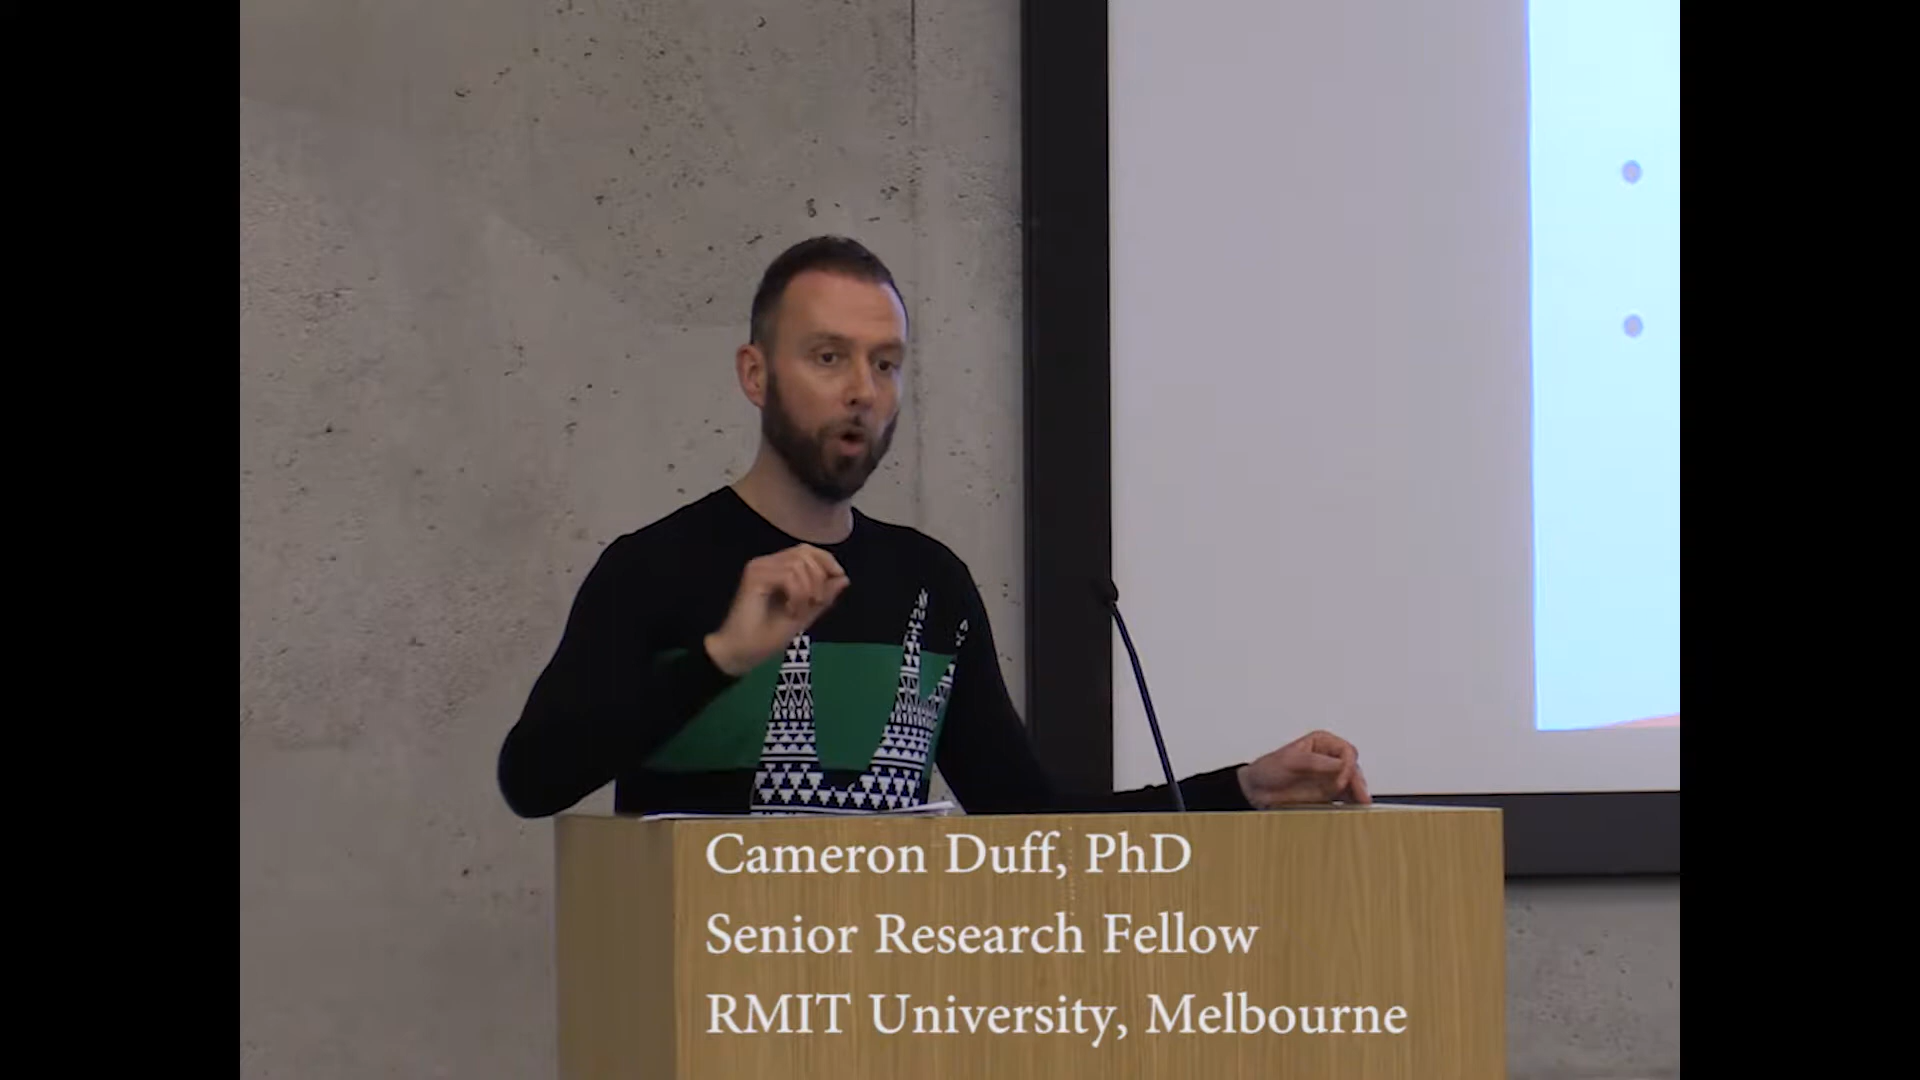 Cameron Duff, PhD
Senior Research Fellow
RMIT University, Melbourne